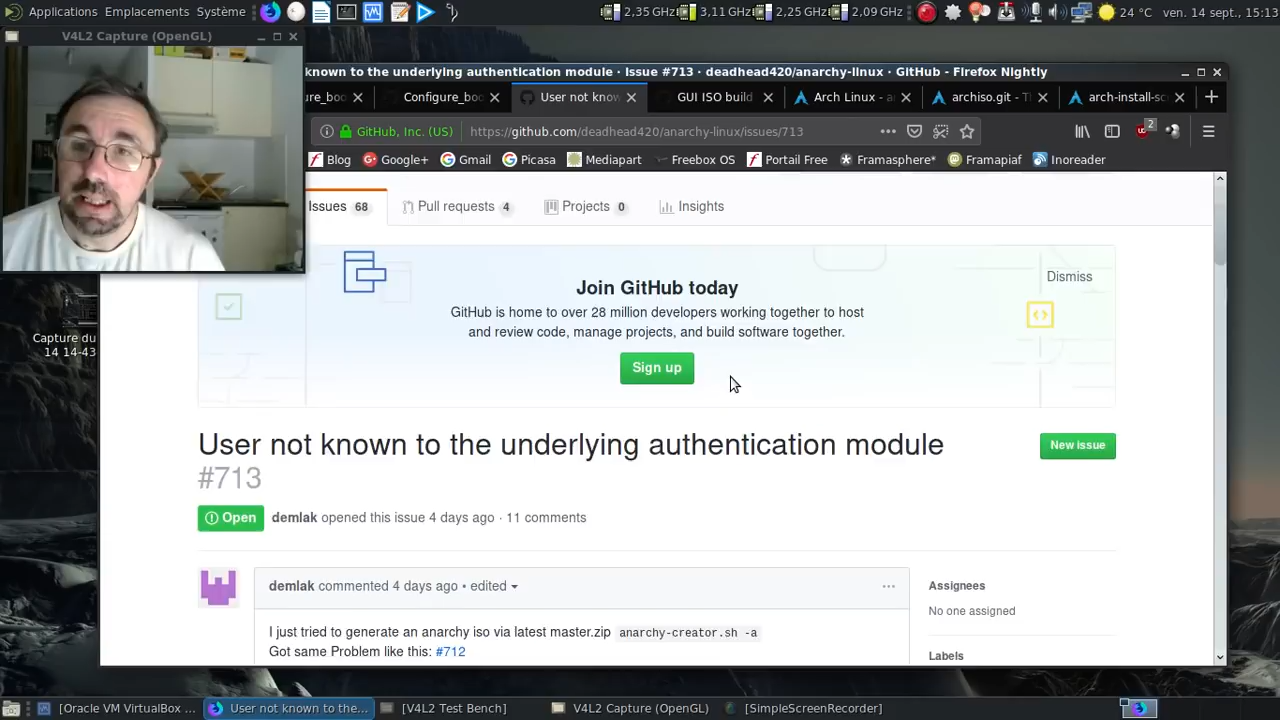 Applications Emplacements Système
2,35 GHz 3,11 GHz 2,25 GHz 2,09 GHz
24 °C ven. 14 sept., 15:13
V4L2 Capture (OpenGL)
known to the underlying authentication module · Issue #713 · deadhead420/anarchy-linux · GitHub - Firefox Nightly
ure_bo
Configure_boo
User not know
GUI ISO build
Arch Linux - a
archiso.git - Th
arch-install-sc
GitHub, Inc. (US)
https://github.com/deadhead420/anarchy-linux/issues/713
2
Blog Google+ Gmail Picasa Mediapart Freebox OS Portail Free Framasphere* Framapiaf Inoreader
Issues 68 Pull requests 4 Projects 0 Insights
Join GitHub today
Dismiss
GitHub is home to over 28 million developers working together to host
and review code, manage projects, and build software together.
Sign up
Capture du
14 14-43
User not known to the underlying authentication module
#713
New issue
Open demlak opened this issue 4 days ago · 11 comments
demlak commented 4 days ago • edited
Assignees
No one assigned
I just tried to generate an anarchy iso via latest master.zip anarchy-creator.sh -a
Got same Problem like this: #712
Labels
[Oracle VM VirtualBox ...
User not known to the...
[V4L2 Test Bench]
V4L2 Capture (OpenGL)
[SimpleScreenRecorder]